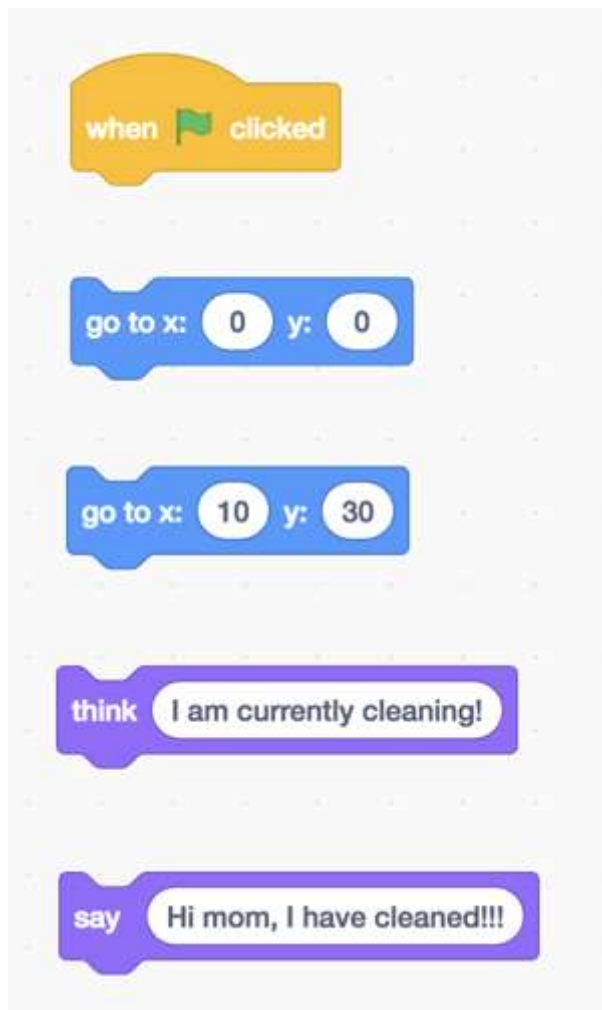 when clicked
go to x: 0 y: 0
go to x: 10 y: 30
think I am currently cleaning!
say Hi mom, I have cleaned!!!